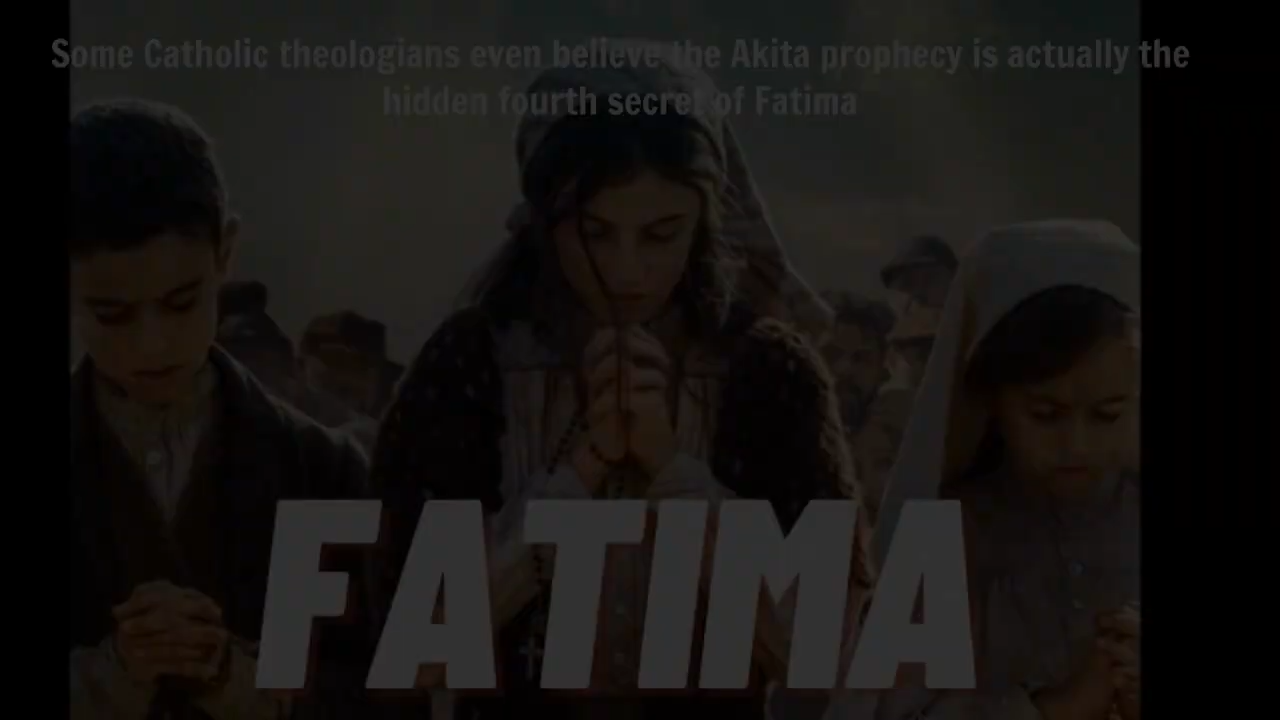 Some Catholic theologians even believe the Akita prophecy is actually the
hidden fourth secret of Fatima
FATIMA